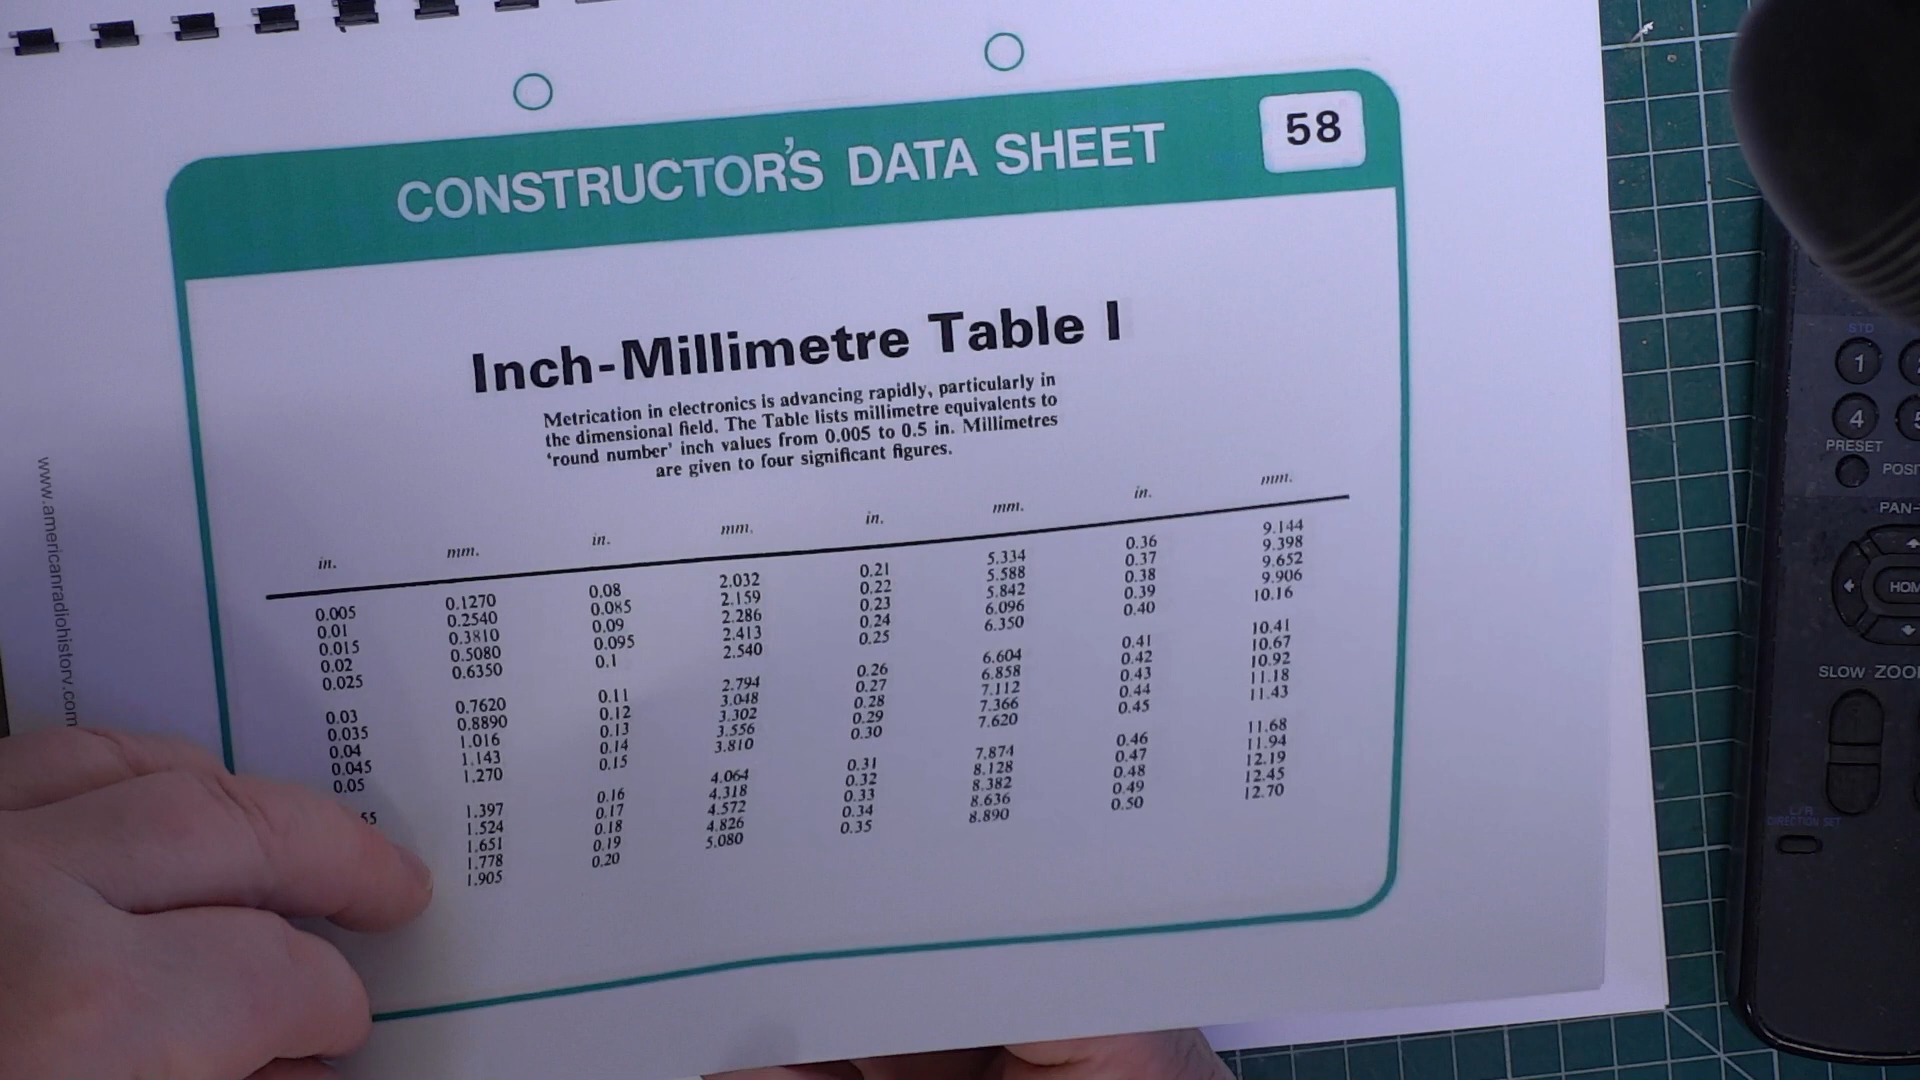 CONSTRUCTOR'S DATA SHEET
58
Inch-Millimetre Table I
Metrication in electronics is advancing rapidly, particularly in
the dimensional field. The Table lists millimetre equivalents to
‘round number’ inch values from 0.005 to 0.5 in. Millimetres
are given to four significant figures.
in. mm. in. mm. in. mm. in. mm.
0.005 0.1270 0.08 2.032 0.21 5.334 0.36 9.144
0.01 0.2540 0.085 2.159 0.22 5.588 0.37 9.398
0.015 0.3810 0.09 2.286 0.23 5.842 0.38 9.652
0.02 0.5080 0.095 2.413 0.24 6.096 0.39 9.906
0.025 0.6350 0.1 2.540 0.25 6.350 0.40 10.16
0.03 0.7620 0.11 2.794 0.26 6.604 0.41 10.41
0.035 0.8890 0.12 3.048 0.27 6.858 0.42 10.67
0.04 1.016 0.13 3.302 0.28 7.112 0.43 10.92
0.045 1.143 0.14 3.556 0.29 7.366 0.44 11.18
0.05 1.270 0.15 3.810 0.30 7.620 0.45 11.43
55 1.397 0.16 4.064 0.31 7.874 0.46 11.68
1.524 0.17 4.318 0.32 8.128 0.47 11.94
1.651 0.18 4.572 0.33 8.382 0.48 12.19
1.778 0.19 4.826 0.34 8.636 0.49 12.45
1.905 0.20 5.080 0.35 8.890 0.50 12.70
www.americanradiohistory.com
STD
1
4
PRESET
POSI
PAN-
HOM
SLOW-ZOO
L/R
DIRECTION SET